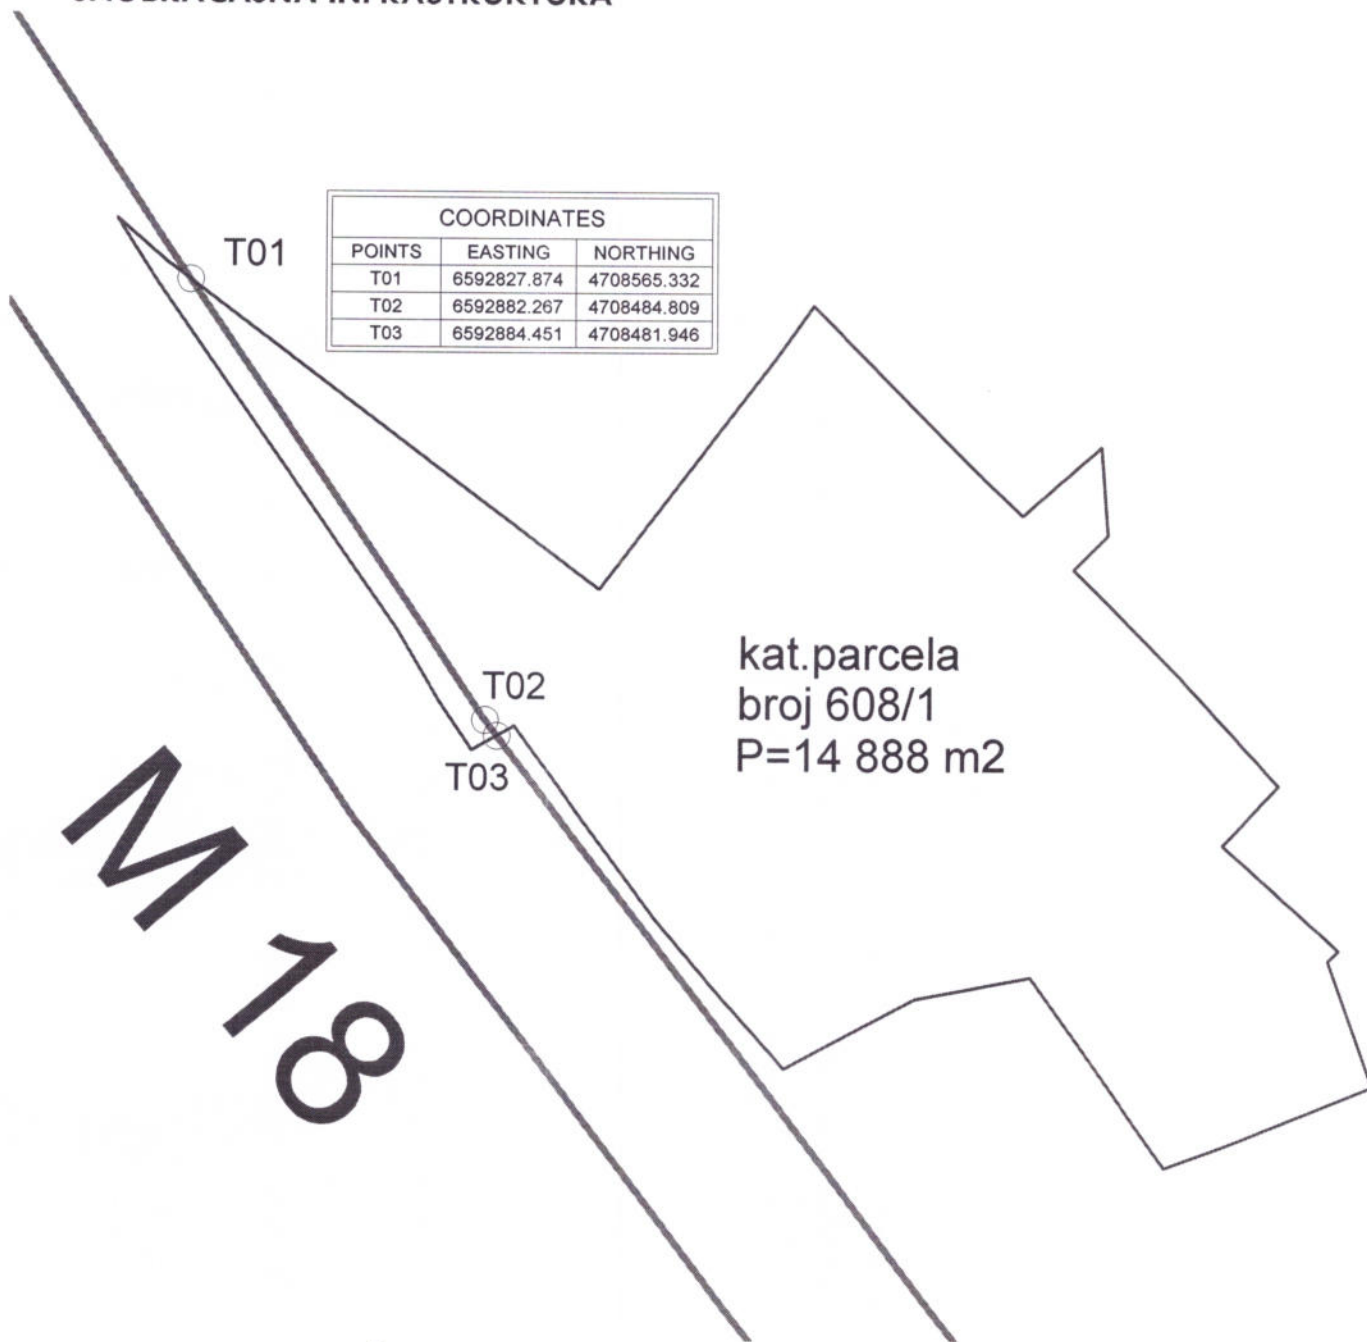 T01
COORDINATES
POINTS EASTING NORTHING
T01 6592827.874 4708565.332
T02 6592882.267 4708484.809
T03 6592884.451 4708481.946
kat.parcela
broj 608/1
P=14 888 m2
T02
T03
M 18